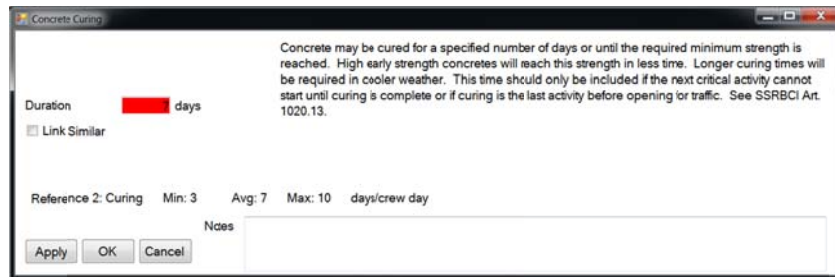 Concrete Curing
Concrete may be cured for a specified number of days or until the required minimum strength is
reached. High early strength concretes will reach this strength in less time. Longer curing times will
be required in cooler weather. This time should only be included if the next critical activity cannot
start until curing is complete or if curing is the last activity before opening for traffic. See SSRBCI Art.
1020.13.
Duration 7 days
Link Similar
Reference 2: Curing Min: 3 Avg: 7 Max: 10 days/crew day
Notes
Apply OK Cancel